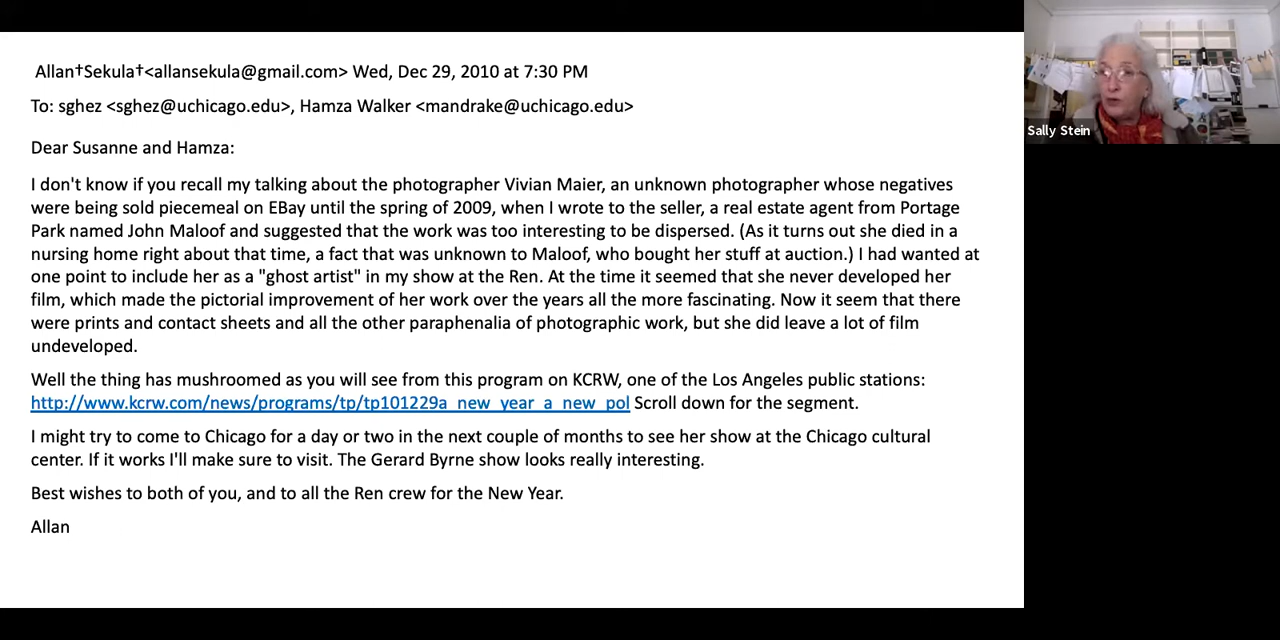 Allan†Sekula†<allansekula@gmail.com> Wed, Dec 29, 2010 at 7:30 PM
To: sghez <sghez@uchicago.edu>, Hamza Walker <mandrake@uchicago.edu>
Dear Susanne and Hamza:
I don't know if you recall my talking about the photographer Vivian Maier, an unknown photographer whose negatives
were being sold piecemeal on EBay until the spring of 2009, when I wrote to the seller, a real estate agent from Portage
Park named John Maloof and suggested that the work was too interesting to be dispersed. (As it turns out she died in a
nursing home right about that time, a fact that was unknown to Maloof, who bought her stuff at auction.) I had wanted at
one point to include her as a "ghost artist" in my show at the Ren. At the time it seemed that she never developed her
film, which made the pictorial improvement of her work over the years all the more fascinating. Now it seem that there
were prints and contact sheets and all the other paraphenalia of photographic work, but she did leave a lot of film
undeveloped.
Well the thing has mushroomed as you will see from this program on KCRW, one of the Los Angeles public stations:
http://www.kcrw.com/news/programs/tp/tp101229a_new_year_a_new_pol Scroll down for the segment.
I might try to come to Chicago for a day or two in the next couple of months to see her show at the Chicago cultural
center. If it works I'll make sure to visit. The Gerard Byrne show looks really interesting.
Best wishes to both of you, and to all the Ren crew for the New Year.
Allan
Sally Stein